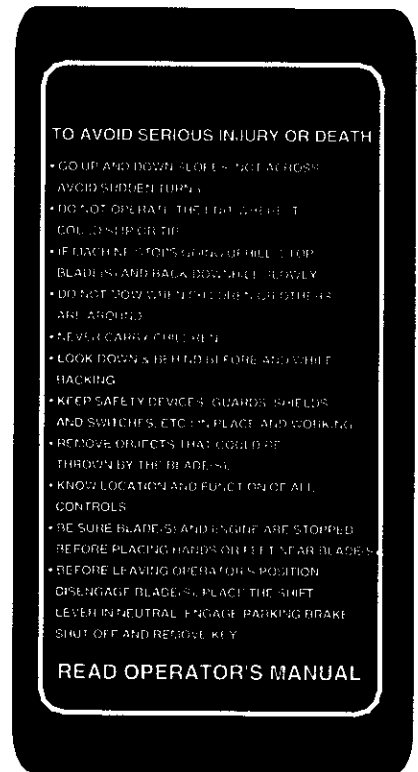 TO AVOID SERIOUS INJURY OR DEATH
• GO UP AND DOWN SLOPES, NOT ACROSS
AVOID SUDDEN TURNS
• DO NOT OPERATE THE UNIT WHERE IT
COULD SLIP OR TIP
• IF MACHINE STOPS GOING UPHILL STOP
BLADE(S) AND BACK DOWNHILL SLOWLY
• DO NOT MOW WHEN CHILDREN OR OTHERS
ARE AROUND
• NEVER CARRY CHILDREN
• LOOK DOWN & BEHIND BEFORE AND WHILE
BACKING
• KEEP SAFETY DEVICES, GUARDS, SHIELDS
AND SWITCHES, ETC IN PLACE AND WORKING
• REMOVE OBJECTS THAT COULD BE
THROWN BY THE BLADE(S).
• KNOW LOCATION AND FUNCTION OF ALL
CONTROLS
• BE SURE BLADE(S) AND ENGINE ARE STOPPED
BEFORE PLACING HANDS OR FEET NEAR BLADE(S)
• BEFORE LEAVING OPERATOR'S POSITION
DISENGAGE BLADE(S), PLACE THE SHIFT
LEVER IN NEUTRAL, ENGAGE PARKING BRAKE
SHUT OFF AND REMOVE KEY
READ OPERATOR'S MANUAL